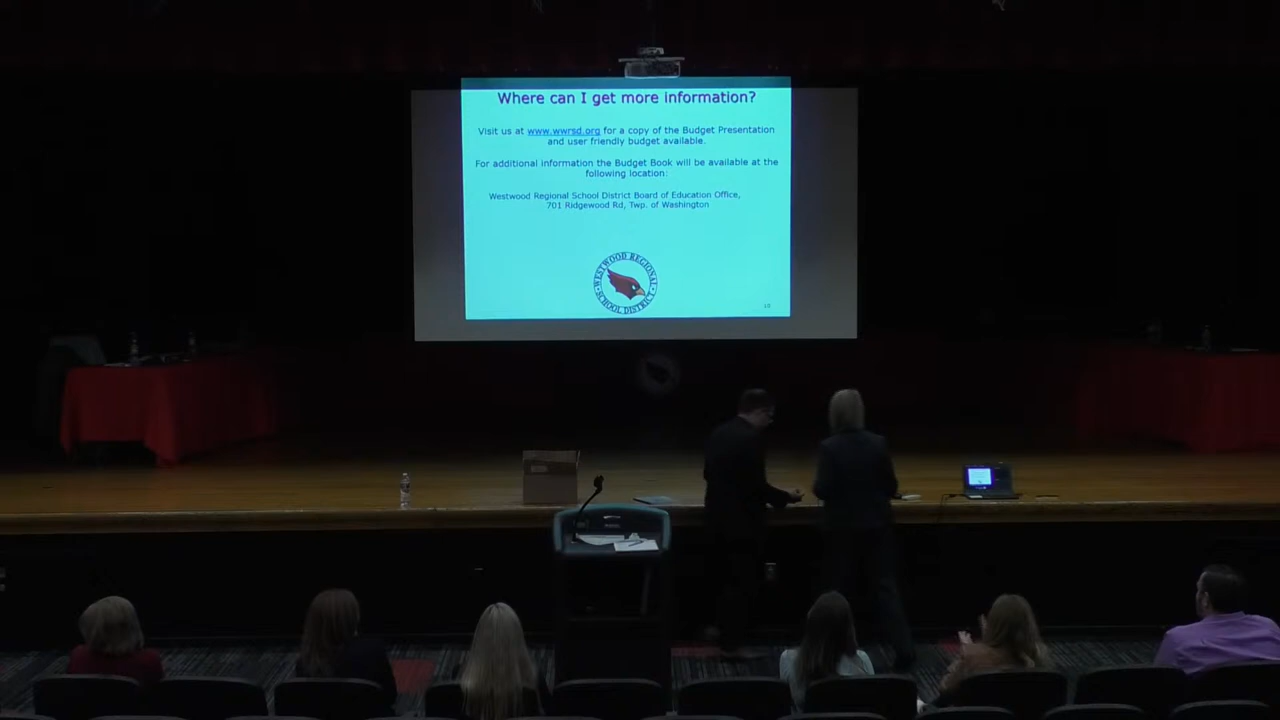 Where can I get more information?
Visit us at www.wwrsd.org for a copy of the Budget Presentation
and user friendly budget available.
For additional information the Budget Book will be available at the
following location:
Westwood Regional School District Board of Education Office,
701 Ridgewood Rd, Twp. of Washington
WESTWOOD REGIONAL
SCHOOL DISTRICT